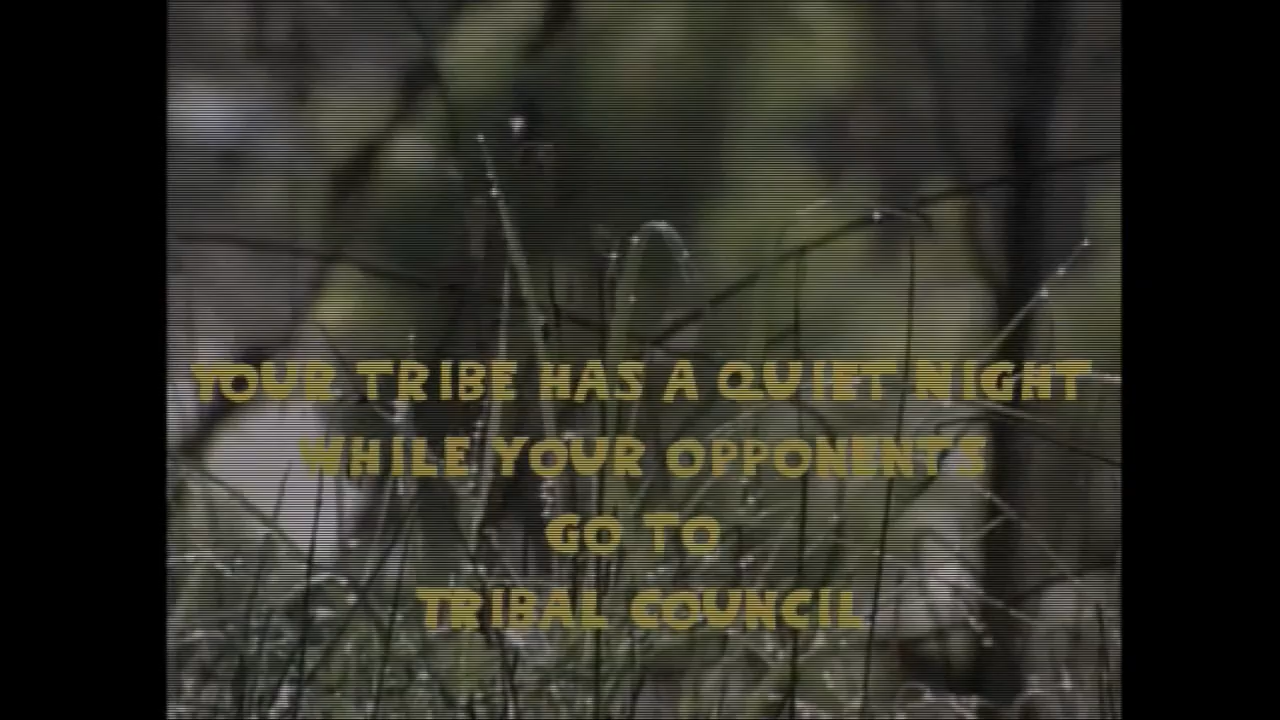 YOUR TRIBE HAS A QUIET NIGHT
WHILE YOUR OPPONENTS
GO TO
TRIBAL COUNCIL